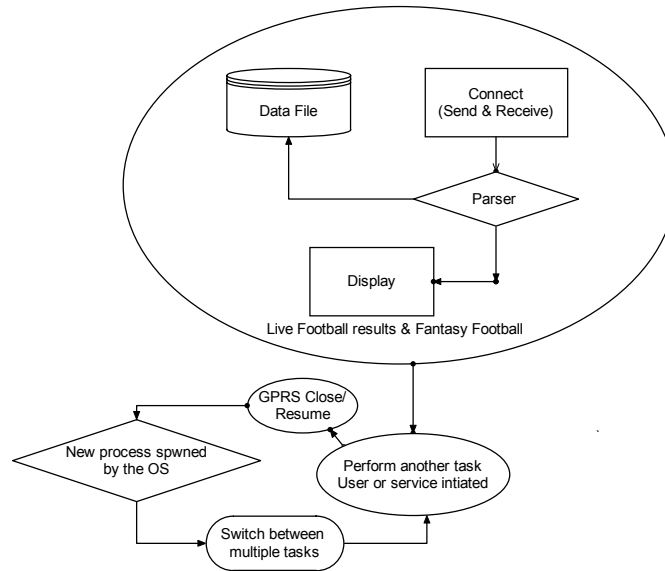 Data File
Connect
(Send & Receive)
Parser
Display
Live Football results & Fantasy Football
GPRS Close/
Resume
New process spwned
by the OS
Perform another task
User or service intiated
Switch between
multiple tasks